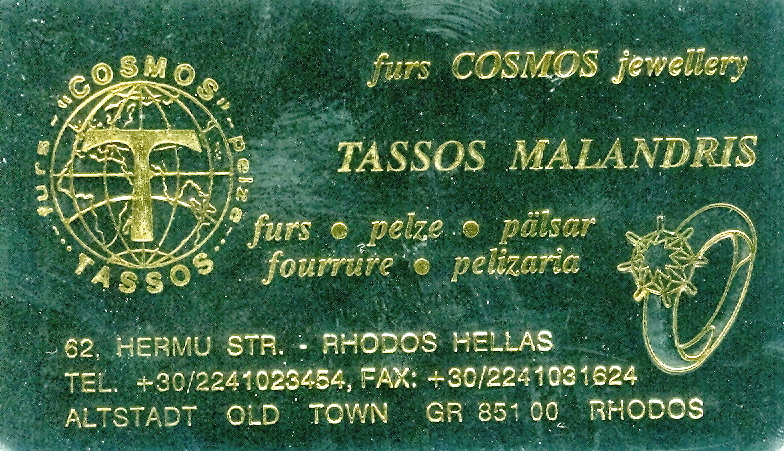 furs COSMOS jewellery
furs - "COSMOS" - pelze
T
TASSOS
TASSOS MALANDRIS
furs • pelze • pälsar
fourrure • pelizaria
62, HERMU STR. - RHODOS HELLAS
TEL. +30/2241023454, FAX: +30/2241031624
ALTSTADT OLD TOWN GR 851 00 RHODOS